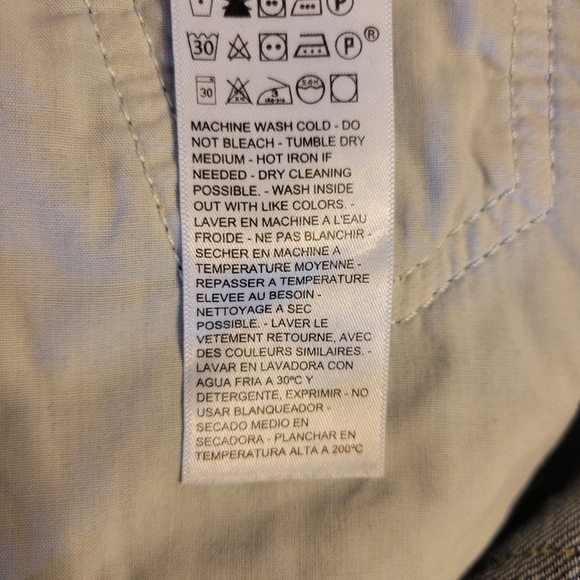 30 P P ®
30 3
MACHINE WASH COLD - DO
NOT BLEACH - TUMBLE DRY
MEDIUM - HOT IRON IF
NEEDED - DRY CLEANING
POSSIBLE. - WASH INSIDE
OUT WITH LIKE COLORS. -
LAVER EN MACHINE A L'EAU
FROIDE - NE PAS BLANCHIR -
SECHER EN MACHINE A
TEMPERATURE MOYENNE -
REPASSER A TEMPERATURE
ELEVEE AU BESOIN -
NETTOYAGE A SEC
POSSIBLE. - LAVER LE
VETEMENT RETOURNE, AVEC
DES COULEURS SIMILAIRES. -
LAVAR EN LAVADORA CON
AGUA FRIA A 30ºC Y
DETERGENTE, EXPRIMIR - NO
USAR BLANQUEADOR -
SECADO MEDIO EN
SECADORA - PLANCHAR EN
TEMPERATURA ALTA A 200ºC